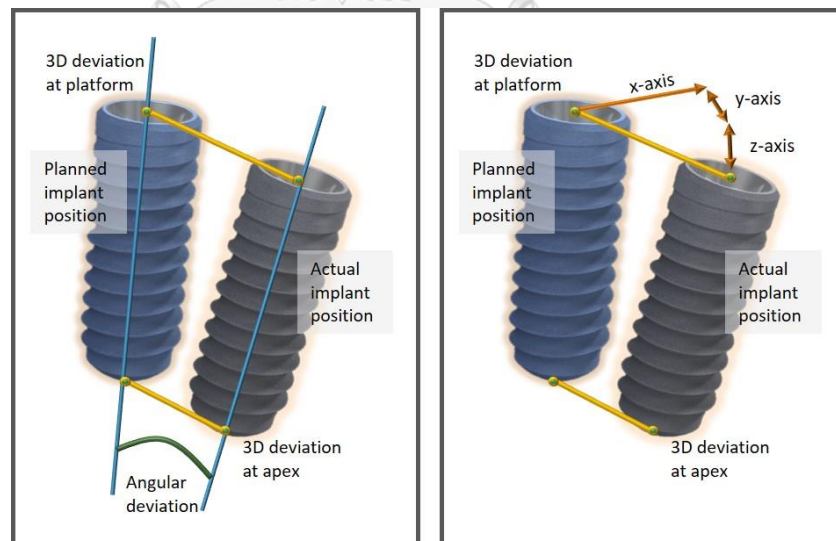 3D deviation
at platform
Planned
implant
position
Actual
implant
position
3D deviation
at apex
Angular
deviation
3D deviation
at platform
x-axis
y-axis
z-axis
Planned
implant
position
Actual
implant
position
3D deviation
at apex